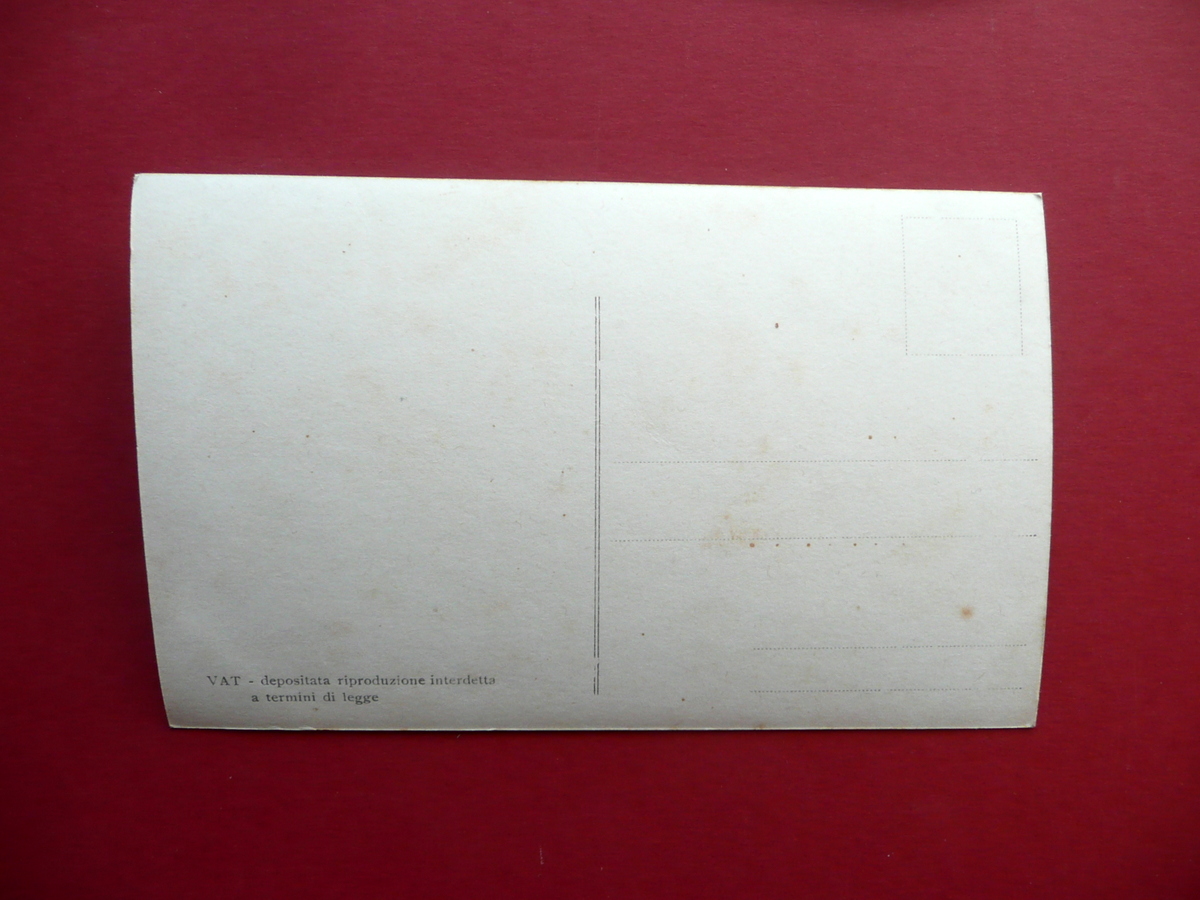 VAT - depositata riproduzione interdetta
a termini di legge